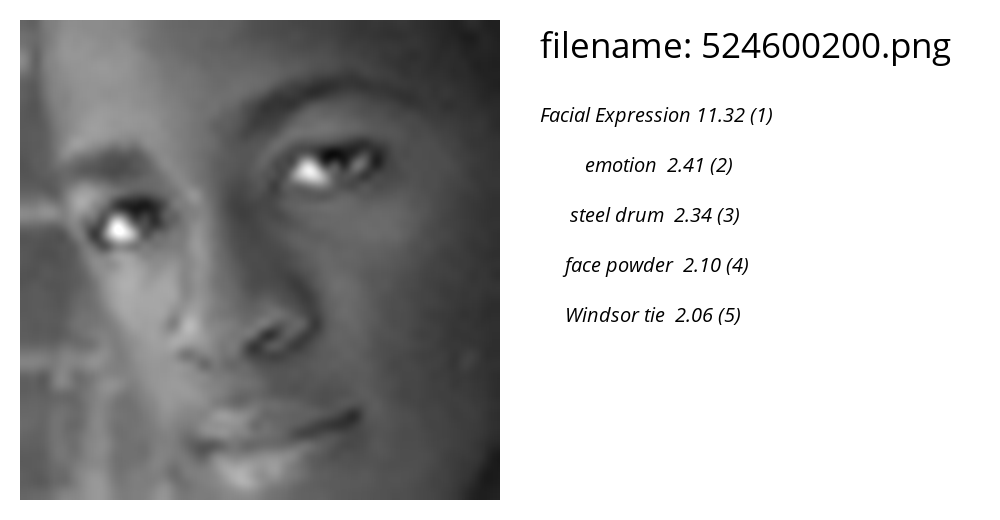 filename: 524600200.png
Facial Expression 11.32 (1)
emotion 2.41 (2)
steel drum 2.34 (3)
face powder 2.10 (4)
Windsor tie 2.06 (5)